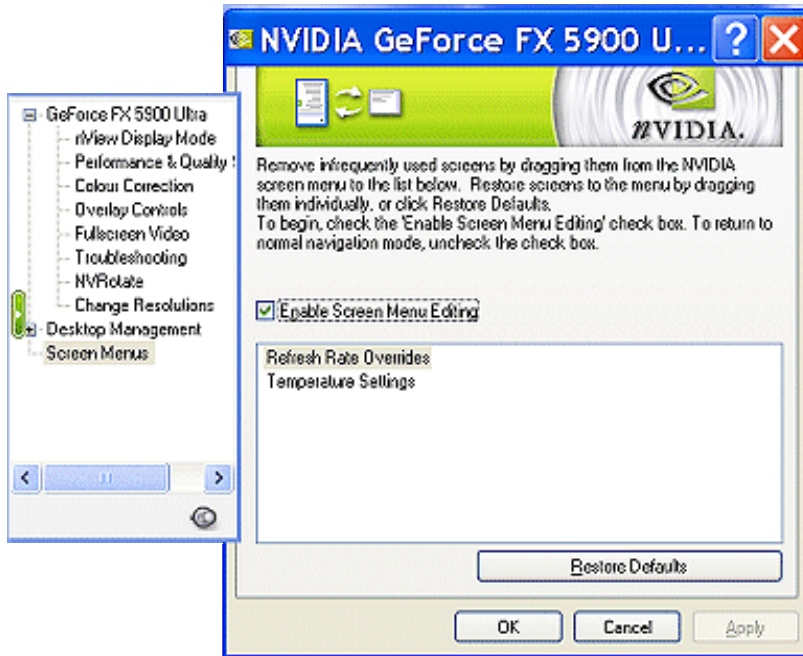 NVIDIA GeForce FX 5900 U...
GeForce FX 5900 Ultra
nView Display Mode
Performance & Quality S
Colour Correction
Overlay Controls
Fullscreen Video
Troubleshooting
NVRotate
Change Resolutions
Desktop Management
Screen Menus
nVIDIA.
Remove infrequently used screens by dragging them from the NVIDIA
screen menu to the list below. Restore screens to the menu by dragging
them individually, or click Restore Defaults.
To begin, check the 'Enable Screen Menu Editing' check box. To return to
normal navigation mode, uncheck the check box.
Enable Screen Menu Editing
Refresh Rate Overrides
Temperature Settings
Restore Defaults
OK
Cancel
Apply